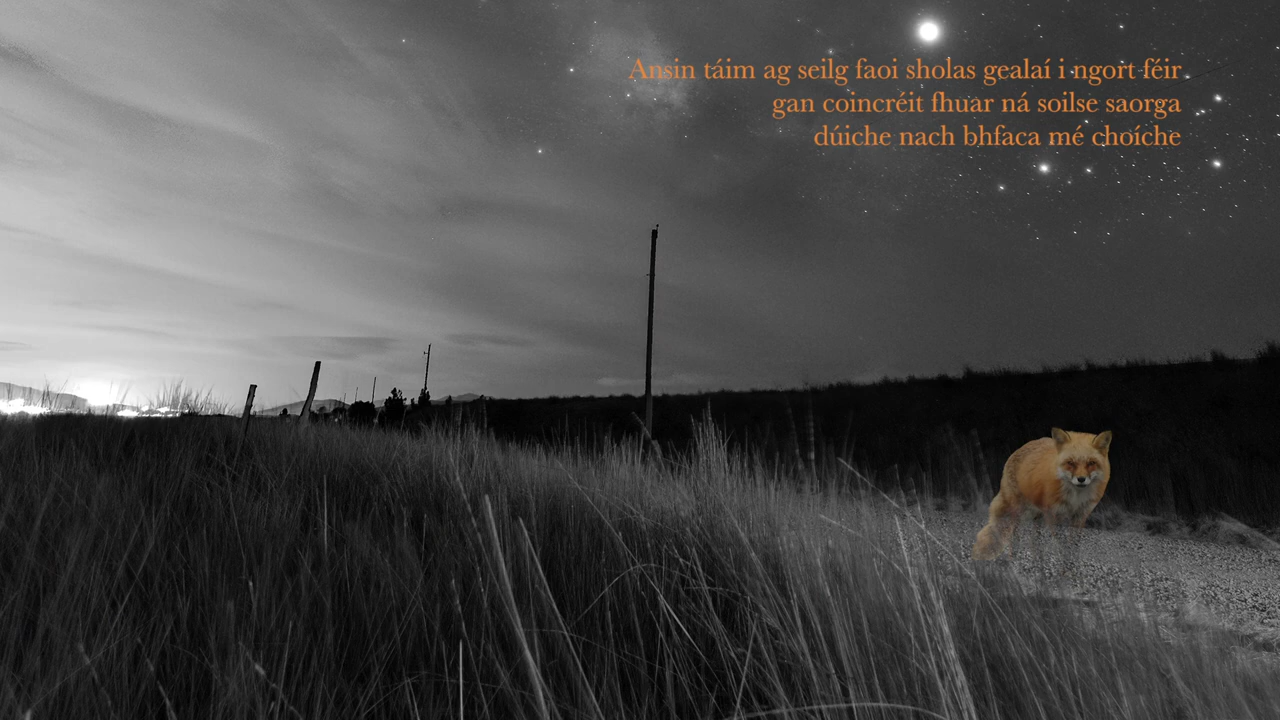 Ansin táim ag seilg faoi sholas gealaí i ngort féir
gan coincréit fhuar ná soilse saorga
dúiche nach bhfaca mé choíche